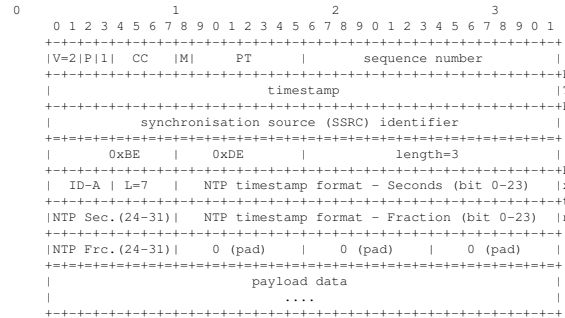 0                   1                   2                   3
 0 1 2 3 4 5 6 7 8 9 0 1 2 3 4 5 6 7 8 9 0 1 2 3 4 5 6 7 8 9 0 1
+-+-+-+-+-+-+-+-+-+-+-+-+-+-+-+-+-+-+-+-+-+-+-+-+-+-+-+-+-+-+-+-+
|V=2|P|1|  CC   |M|     PT      |       sequence number         |
+-+-+-+-+-+-+-+-+-+-+-+-+-+-+-+-+-+-+-+-+-+-+-+-+-+-+-+-+-+-+-+-+
|                           timestamp                           |
+-+-+-+-+-+-+-+-+-+-+-+-+-+-+-+-+-+-+-+-+-+-+-+-+-+-+-+-+-+-+-+-+
|           synchronisation source (SSRC) identifier            |
+=+=+=+=+=+=+=+=+=+=+=+=+=+=+=+=+=+=+=+=+=+=+=+=+=+=+=+=+=+=+=+=+
|       0xBE    |    0xDE       |           length=3            |
+-+-+-+-+-+-+-+-+-+-+-+-+-+-+-+-+-+-+-+-+-+-+-+-+-+-+-+-+-+-+-+-+
|  ID-A | L=7   |   NTP timestamp format - Seconds (bit 0-23)   |
+-+-+-+-+-+-+-+-+-+-+-+-+-+-+-+-+-+-+-+-+-+-+-+-+-+-+-+-+-+-+-+-+
|NTP Sec.(24-31)|   NTP timestamp format - Fraction (bit 0-23)  |
+-+-+-+-+-+-+-+-+-+-+-+-+-+-+-+-+-+-+-+-+-+-+-+-+-+-+-+-+-+-+-+-+
|NTP Frc.(24-31)|    0 (pad)    |    0 (pad)    |    0 (pad)    |
+=+=+=+=+=+=+=+=+=+=+=+=+=+=+=+=+=+=+=+=+=+=+=+=+=+=+=+=+=+=+=+=+
|                         payload data                          |
|                             ....                              |
+-+-+-+-+-+-+-+-+-+-+-+-+-+-+-+-+-+-+-+-+-+-+-+-+-+-+-+-+-+-+-+-+